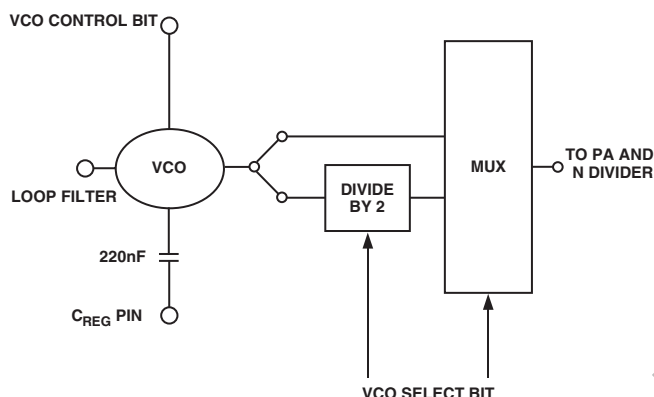 VCO CONTROL BIT
VCO
LOOP FILTER
220nF
CREG PIN
DIVIDE
BY 2
MUX
TO PA AND
N DIVIDER
VCO SELECT BIT